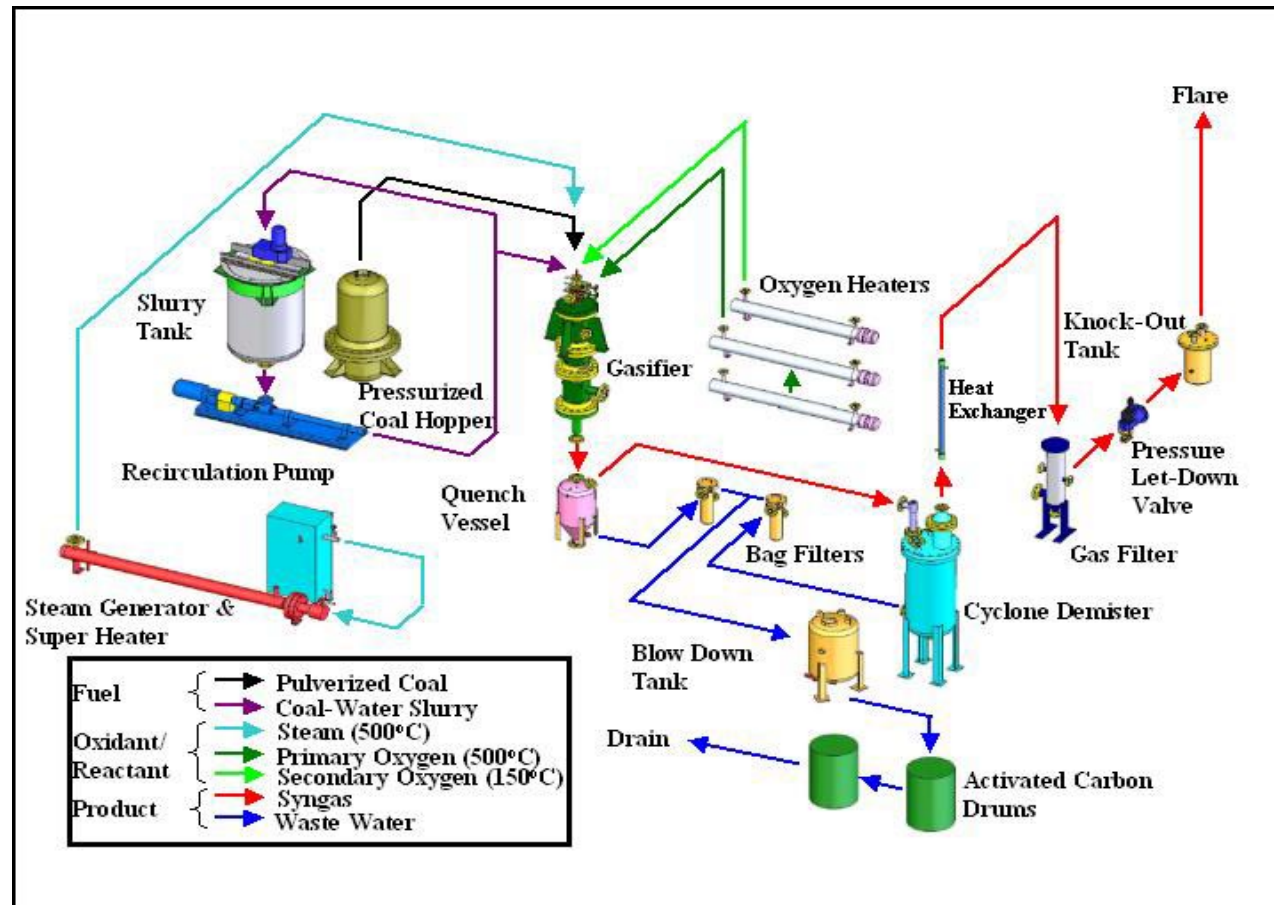 Flare
Oxygen Heaters
Slurry
Tank
Knock-Out
Tank
Gasifier
Pressurized
Coal Hopper
Heat
Exchanger
Recirculation Pump
Quench
Vessel
Pressure
Let-Down
Valve
Bag Filters
Gas Filter
Steam Generator &
Super Heater
Cyclone Demister
Blow Down
Tank
Fuel
Pulverized Coal
Coal-Water Slurry
Oxidant/
Reactant
Steam (500°C)
Primary Oxygen (500°C)
Secondary Oxygen (150°C)
Product
Syngas
Waste Water
Drain
Activated Carbon
Drums